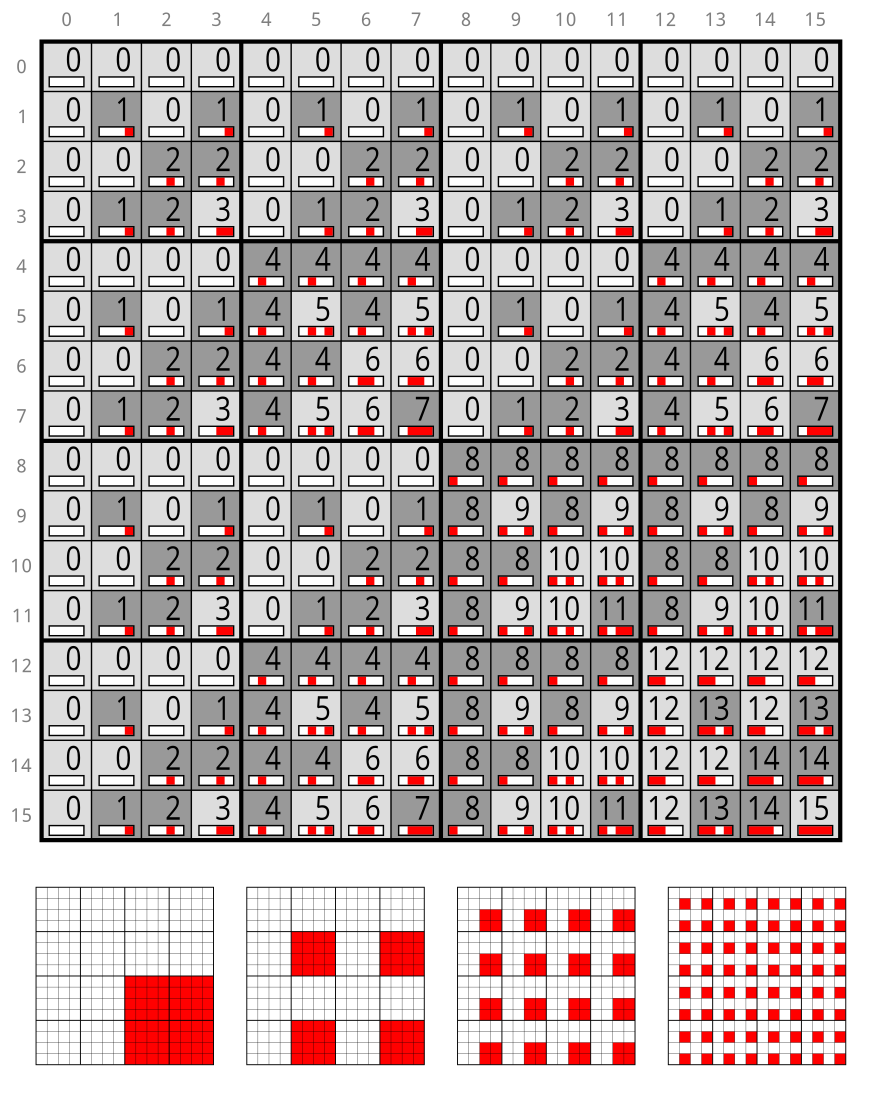 0 1 2 3 4 5 6 7 8 9 10 11 12 13 14 15
0 0 0 0 0 0 0 0 0 0 0 0 0 0 0 0 0
1 0 1 0 1 0 1 0 1 0 1 0 1 0 1 0 1
2 0 0 2 2 0 0 2 2 0 0 2 2 0 0 2 2
3 0 1 2 3 0 1 2 3 0 1 2 3 0 1 2 3
4 0 0 0 0 4 4 4 4 0 0 0 0 4 4 4 4
5 0 1 0 1 4 5 4 5 0 1 0 1 4 5 4 5
6 0 0 2 2 4 4 6 6 0 0 2 2 4 4 6 6
7 0 1 2 3 4 5 6 7 0 1 2 3 4 5 6 7
8 0 0 0 0 0 0 0 0 8 8 8 8 8 8 8 8
9 0 1 0 1 0 1 0 1 8 9 8 9 8 9 8 9
10 0 0 2 2 0 0 2 2 8 8 10 10 8 8 10 10
11 0 1 2 3 0 1 2 3 8 9 10 11 8 9 10 11
12 0 0 0 0 4 4 4 4 8 8 8 8 12 12 12 12
13 0 1 0 1 4 5 4 5 8 9 8 9 12 13 12 13
14 0 0 2 2 4 4 6 6 8 8 10 10 12 12 14 14
15 0 1 2 3 4 5 6 7 8 9 10 11 12 13 14 15